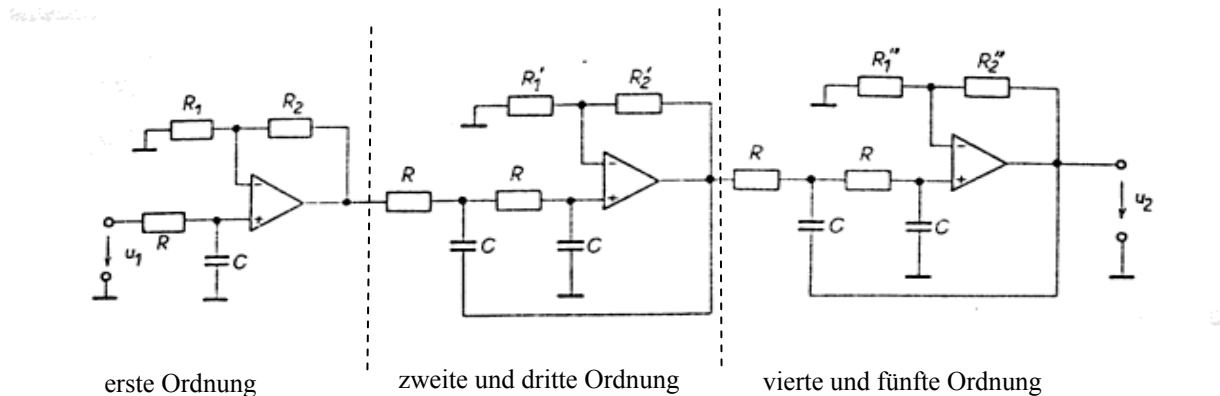 R₁ R₂
R C
u₁
R₁′ R₂′
R R
C C
R₁″ R₂″
R R
C C
u₂
erste Ordnung
zweite und dritte Ordnung
vierte und fünfte Ordnung